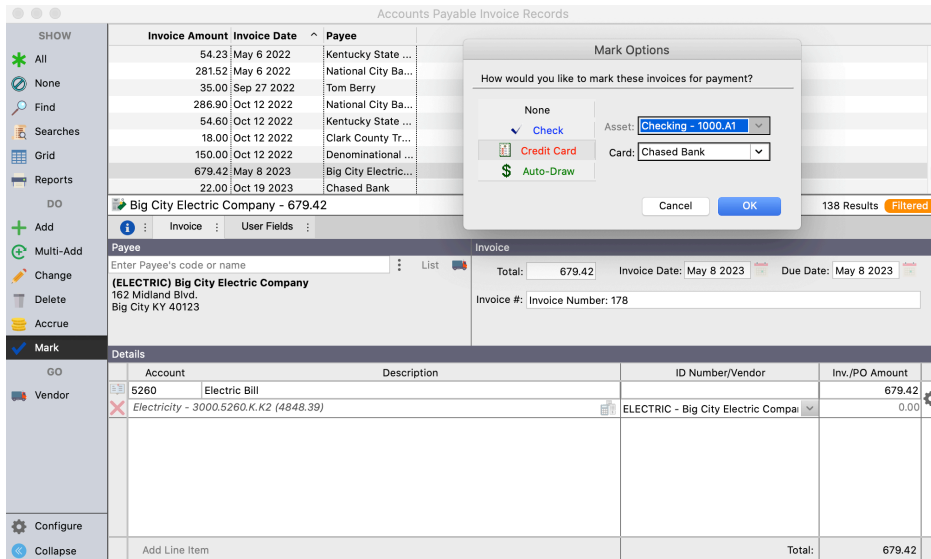 Accounts Payable Invoice Records
SHOW
All
None
Find
Searches
Grid
Reports
DO
Add
Multi-Add
Change
Delete
Accrue
Mark
GO
Vendor
Configure
Collapse
Invoice Amount Invoice Date ^ Payee
54.23 May 6 2022 Kentucky State ...
281.52 May 6 2022 National City Ba...
35.00 Sep 27 2022 Tom Berry
286.90 Oct 12 2022 National City Ba...
54.60 Oct 12 2022 Kentucky State ...
18.00 Oct 12 2022 Clark County Tr...
150.00 Oct 12 2022 Denominational ...
679.42 May 8 2023 Big City Electric...
22.00 Oct 19 2023 Chased Bank
Mark Options
How would you like to mark these invoices for payment?
None
Check
Credit Card
Auto-Draw
Asset: Checking - 1000.A1
Card: Chased Bank
Cancel OK
Big City Electric Company - 679.42
138 Results Filtered
Invoice User Fields
Payee
Enter Payee's code or name
List
(ELECTRIC) Big City Electric Company
162 Midland Blvd.
Big City KY 40123
Invoice
Total: 679.42 Invoice Date: May 8 2023 Due Date: May 8 2023
Invoice #: Invoice Number: 178
Details
Account Description ID Number/Vendor Inv./PO Amount
5260 Electric Bill 679.42
Electricity - 3000.5260.K.K2 (4848.39) ELECTRIC - Big City Electric Compa 0.00
Add Line Item Total: 679.42